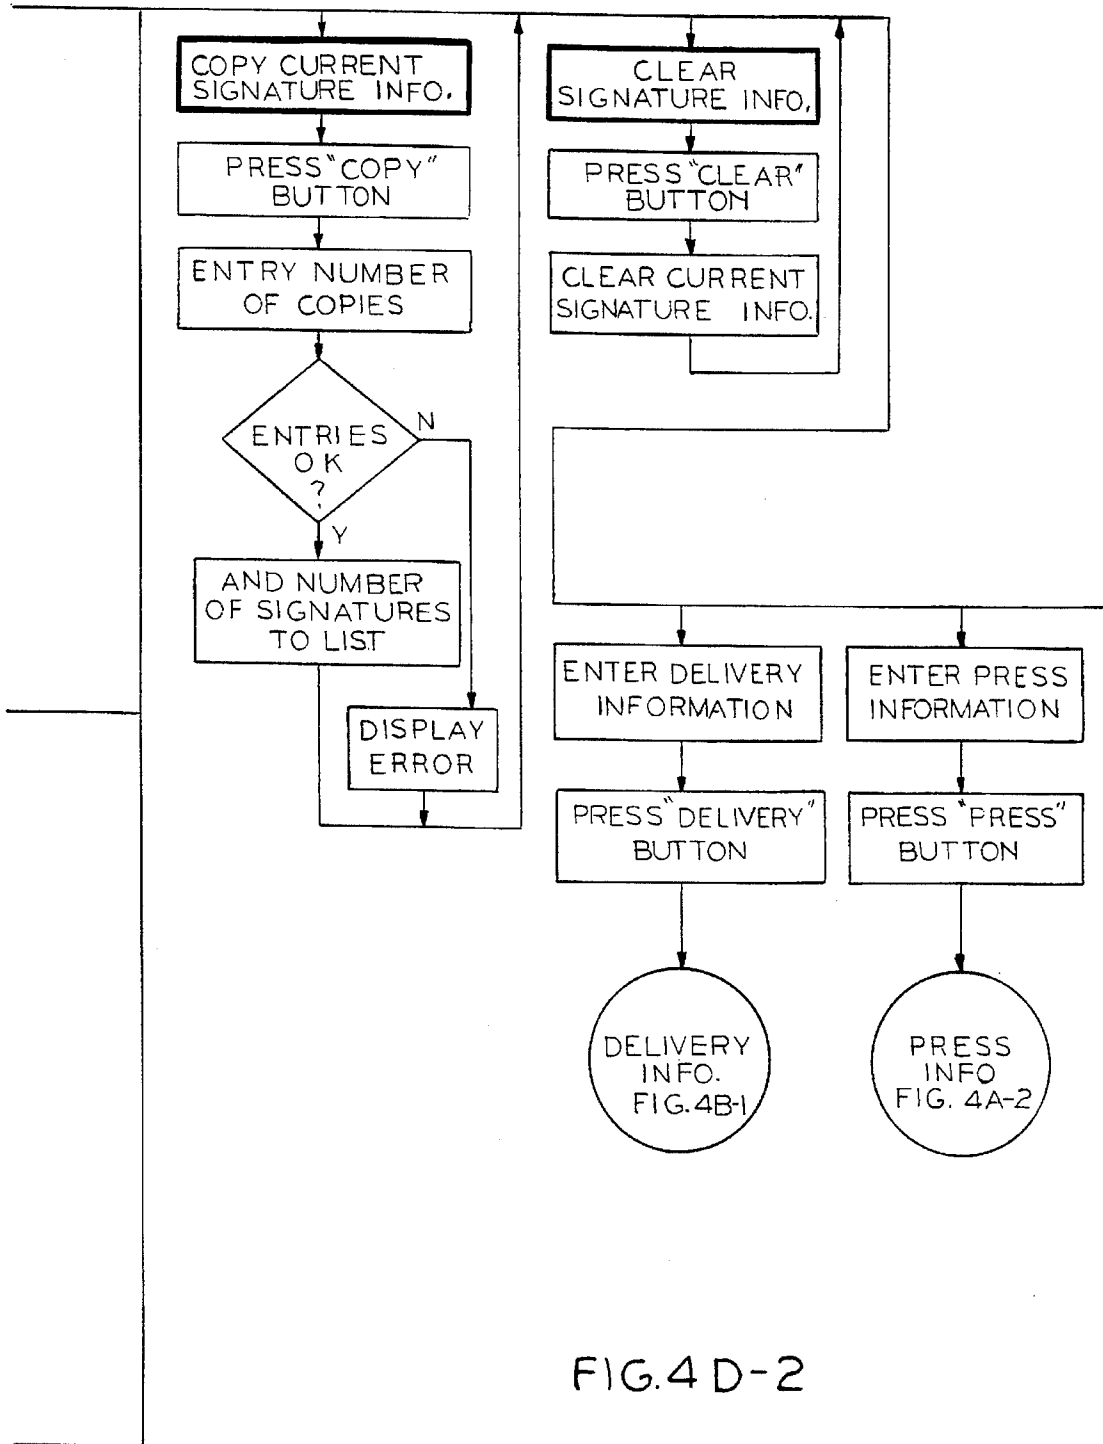 COPY CURRENT
SIGNATURE INFO.
PRESS "COPY"
BUTTON
ENTRY NUMBER
OF COPIES
ENTRIES
OK
?
N
Y
AND NUMBER
OF SIGNATURES
TO LIST
DISPLAY
ERROR
CLEAR
SIGNATURE INFO.
PRESS "CLEAR"
BUTTON
CLEAR CURRENT
SIGNATURE INFO.
ENTER DELIVERY
INFORMATION
PRESS "DELIVERY"
BUTTON
DELIVERY
INFO.
FIG. 4B-1
ENTER PRESS
INFORMATION
PRESS "PRESS"
BUTTON
PRESS
INFO
FIG. 4A-2
FIG. 4 D-2